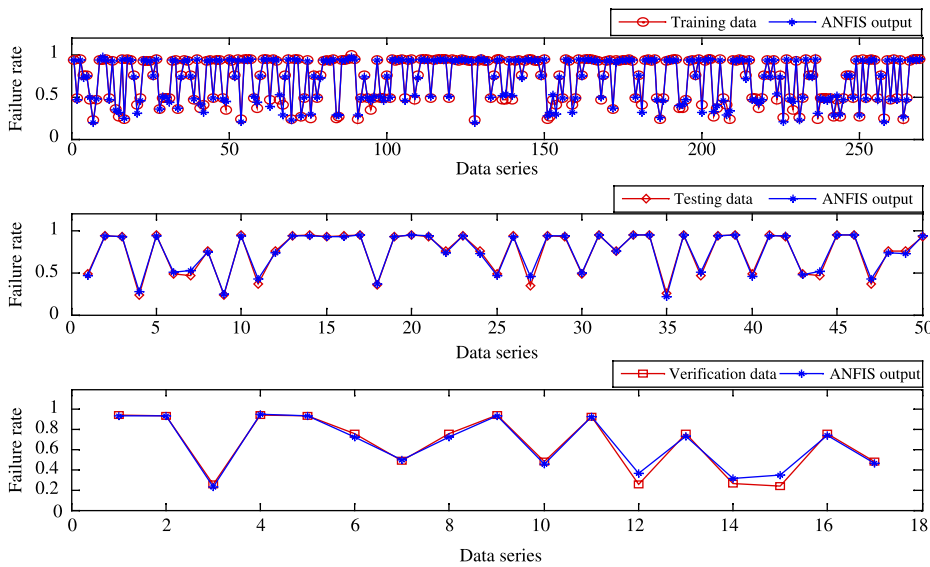 Training data ANFIS output
Failure rate
1
0.5
0
0 50 100 150 200 250
Data series
Testing data ANFIS output
Failure rate
1
0.5
0
0 5 10 15 20 25 30 35 40 45 50
Data series
Verification data ANFIS output
Failure rate
1
0.8
0.6
0.4
0.2
0
0 2 4 6 8 10 12 14 16 18
Data series